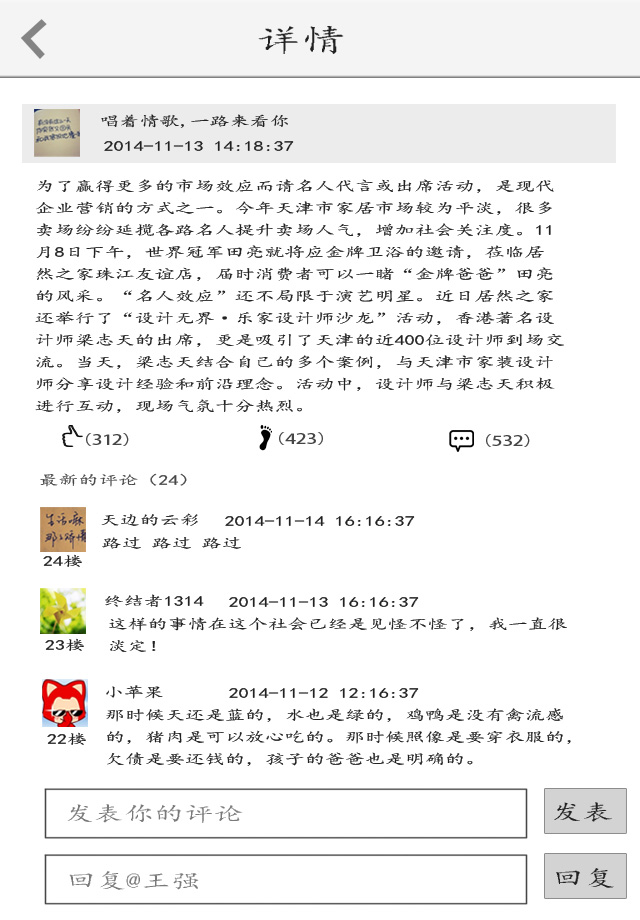 详情
唱着情歌,一路来看你
2014-11-13 14:18:37
为了赢得更多的市场效应而请名人代言或出席活动, 是现代
企业营销的方式之一。今年天津市家居市场较为平淡, 很多
卖场纷纷延揽各路名人提升卖场人气, 增加社会关注度。11
月8日下午, 世界冠军田亮就将应金牌卫浴的邀请, 莅临居
然之家珠江友谊店, 届时消费者可以一睹“金牌爸爸”田亮
的风采。“名人效应”还不局限于演艺明星。近日居然之家
还举行了“设计无界·乐家设计师沙龙”活动, 香港著名设
计师梁志天的出席, 更是吸引了天津的近400位设计师到场交
流。当天, 梁志天结合自己的多个案例, 与天津市家装设计
师分享设计经验和前沿理念。活动中, 设计师与梁志天积极
进行互动, 现场气氛十分热烈。
(312) (423) (532)
最新的评论 (24)
天边的云彩 2014-11-14 16:16:37
路过 路过 路过
24楼
终结者1314 2014-11-13 16:16:37
这样的事情在这个社会已经是见怪不怪了, 我一直很
淡定!
23楼
小苹果 2014-11-12 12:16:37
那时候天还是蓝的, 水也是绿的, 鸡鸭是没有禽流感
的, 猪肉是可以放心吃的。那时候照像是要穿衣服的,
欠债是要还钱的, 孩子的爸爸也是明确的。
22楼
发表你的评论 发表
回复@王强 回复